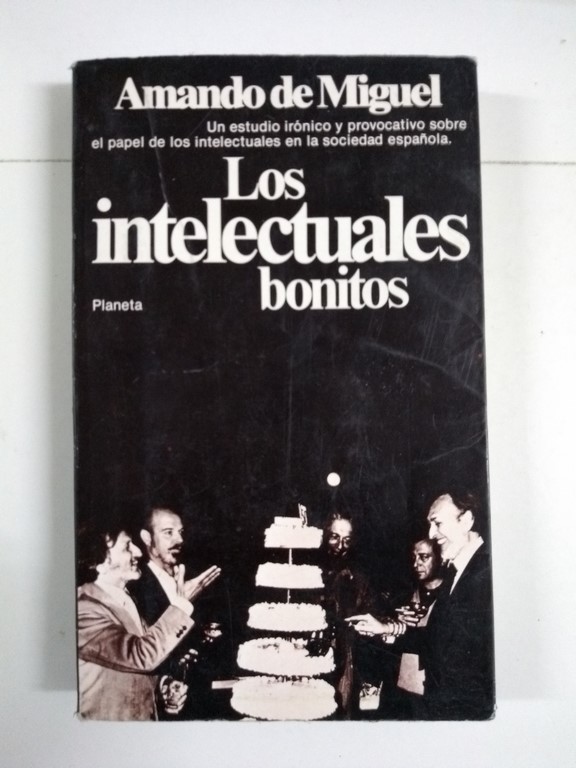 Amando de Miguel
Un estudio irónico y provocativo sobre
el papel de los intelectuales en la sociedad española.
Los
intelectuales
bonitos
Planeta